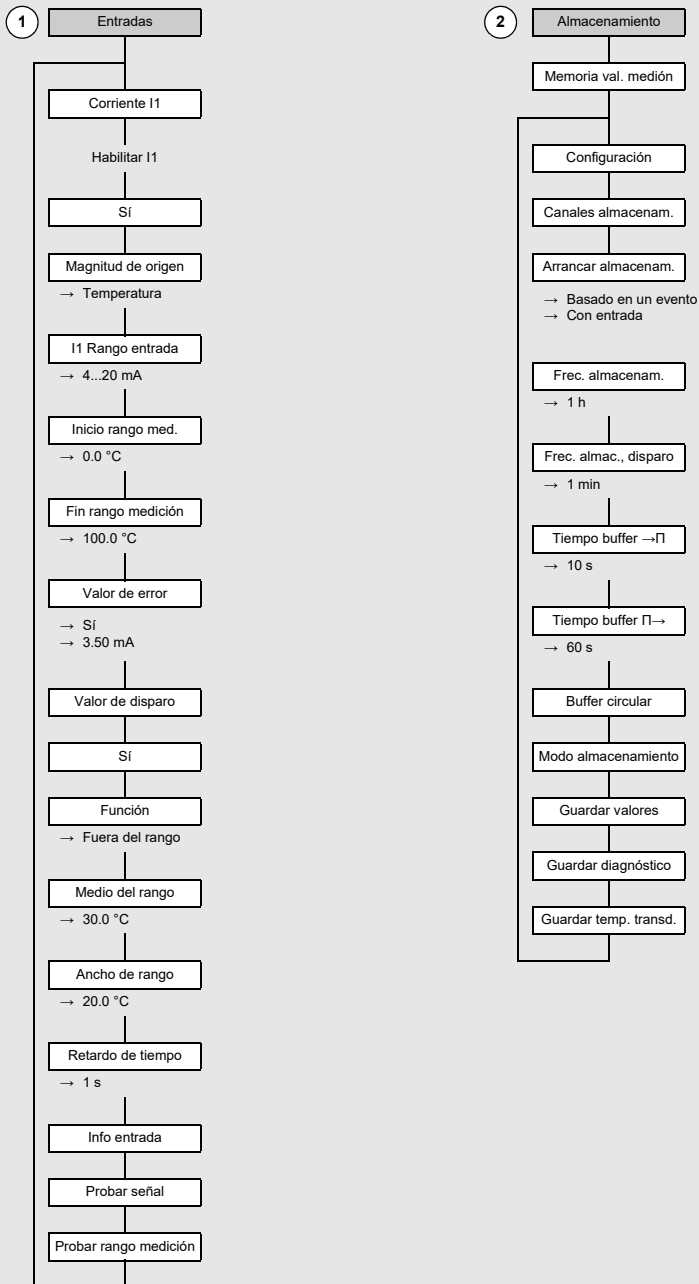 1
Entradas
Corriente I1
Habilitar I1
Sí
Magnitud de origen
→ Temperatura
I1 Rango entrada
→ 4...20 mA
Inicio rango med.
→ 0.0 °C
Fin rango medición
→ 100.0 °C
Valor de error
→ Sí
→ 3.50 mA
Valor de disparo
Sí
Función
→ Fuera del rango
Medio del rango
→ 30.0 °C
Ancho de rango
→ 20.0 °C
Retardo de tiempo
→ 1 s
Info entrada
Probar señal
Probar rango medición
2
Almacenamiento
Memoria val. medión
Configuración
Canales almacenam.
Arrancar almacenam.
→ Basado en un evento
→ Con entrada
Frec. almacenam.
→ 1 h
Frec. almac., disparo
→ 1 min
Tiempo buffer →Π
→ 10 s
Tiempo buffer Π→
→ 60 s
Buffer circular
Modo almacenamiento
Guardar valores
Guardar diagnóstico
Guardar temp. transd.